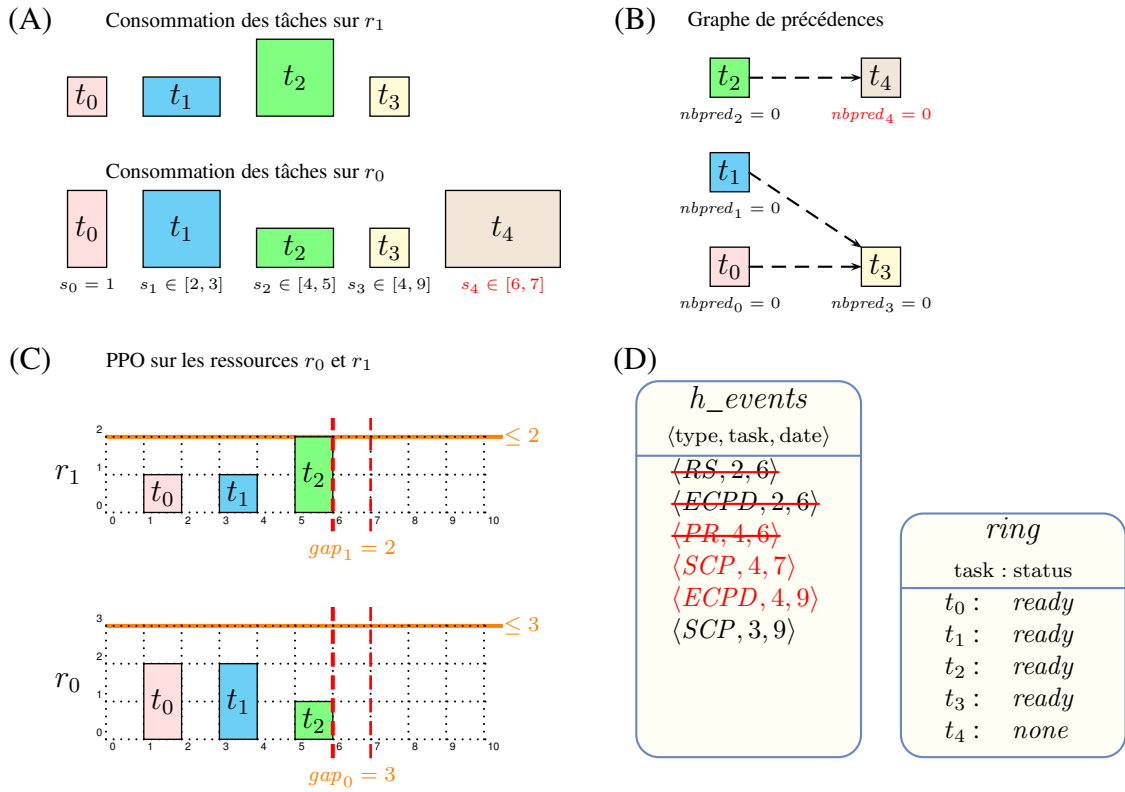 (A)
Consommation des tâches sur r₁
t₀ t₁ t₂ t₃
Consommation des tâches sur r₀
t₀ t₁ t₂ t₃ t₄
s₀ = 1 s₁ ∈ [2, 3] s₂ ∈ [4, 5] s₃ ∈ [4, 9] s₄ ∈ [6, 7]
(B)
Graphe de précédences
t₂ t₄
nbpred₂ = 0 nbpred₄ = 0
t₁
nbpred₁ = 0
t₀ t₃
nbpred₀ = 0 nbpred₃ = 0
(C)
PPO sur les ressources r₀ et r₁
2 ≤ 2
r₁ 1
t₀ t₁ t₂
0
0 1 2 3 4 5 6 7 8 9 10
gap₁ = 2
3 ≤ 3
2
r₀ t₀ t₁ t₂
1
0
0 1 2 3 4 5 6 7 8 9 10
gap₀ = 3
(D)
h_events
⟨type, task, date⟩
⟨RS, 2, 6⟩
⟨ECPD, 2, 6⟩
⟨PR, 4, 6⟩
⟨SCP, 4, 7⟩
⟨ECPD, 4, 9⟩
⟨SCP, 3, 9⟩
ring
task : status
t₀ : ready
t₁ : ready
t₂ : ready
t₃ : ready
t₄ : none